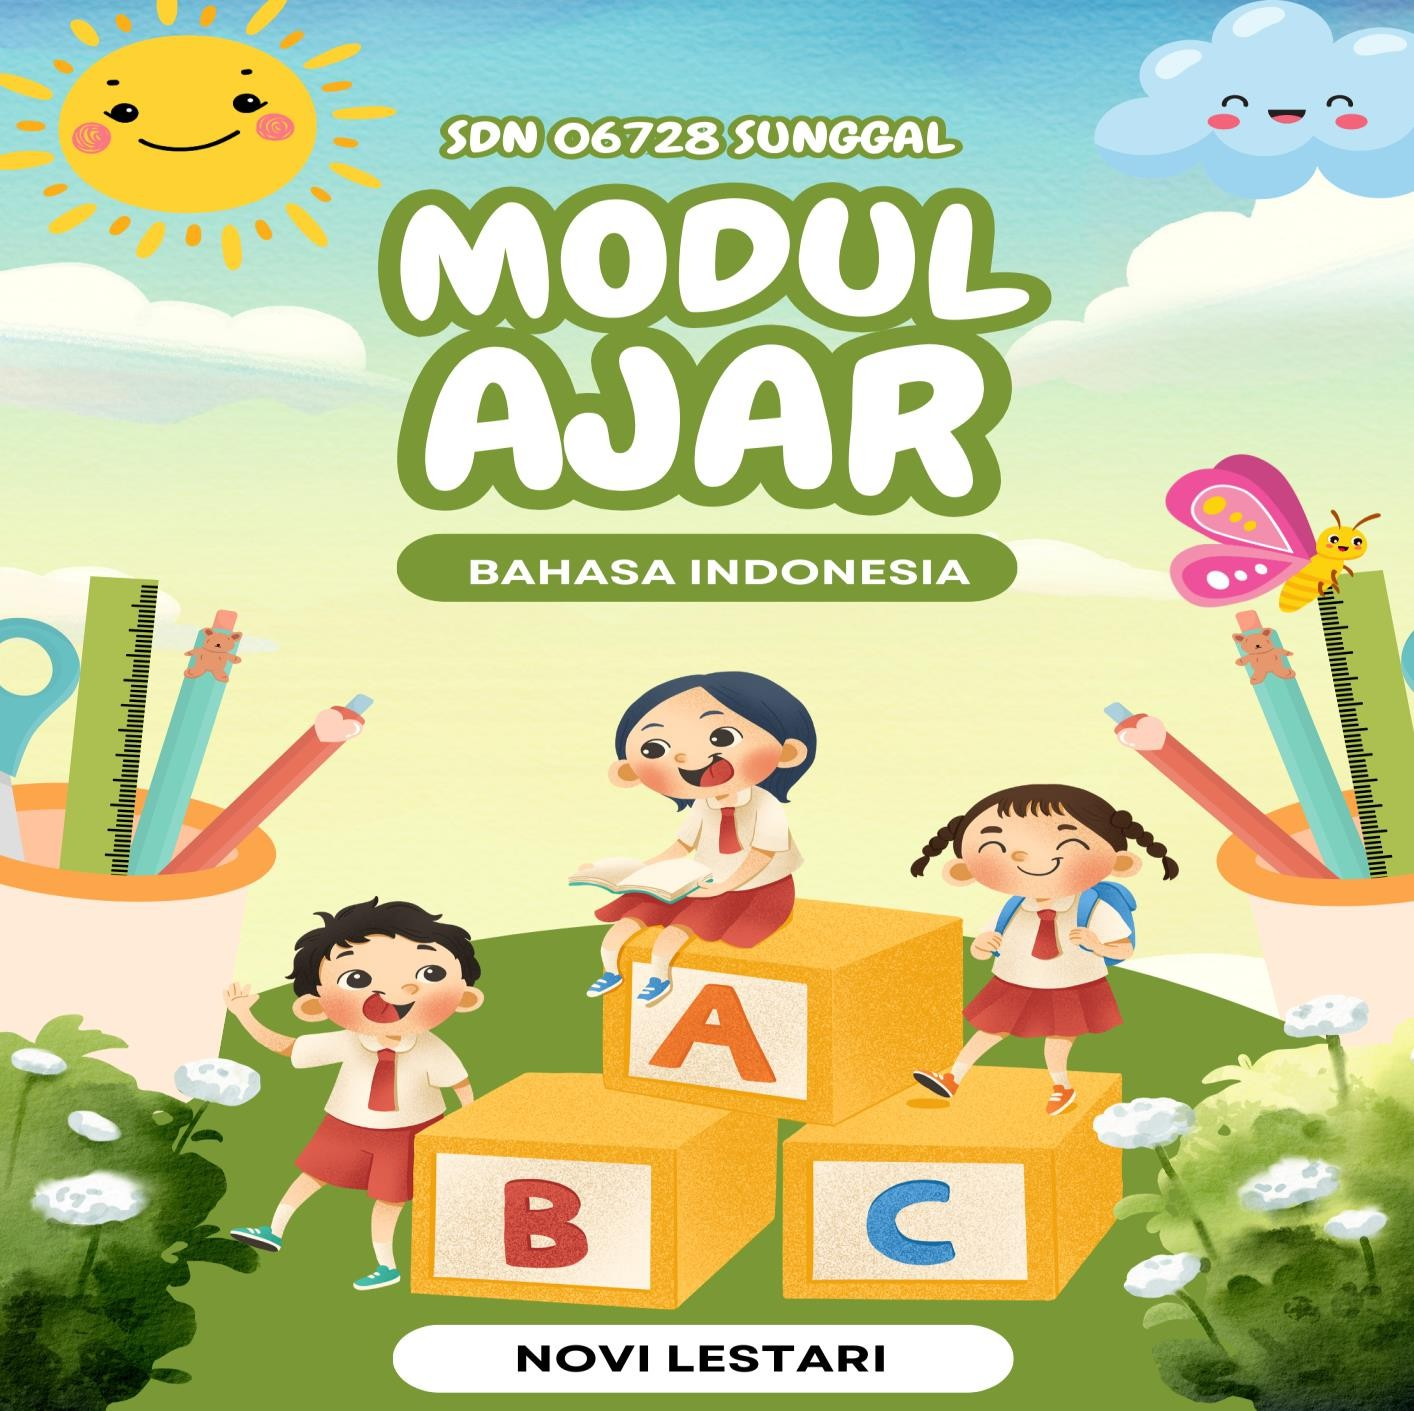 SDN 06728 SUNGGAL
MODUL
AJAR
BAHASA INDONESIA
A
B
C
NOVI LESTARI